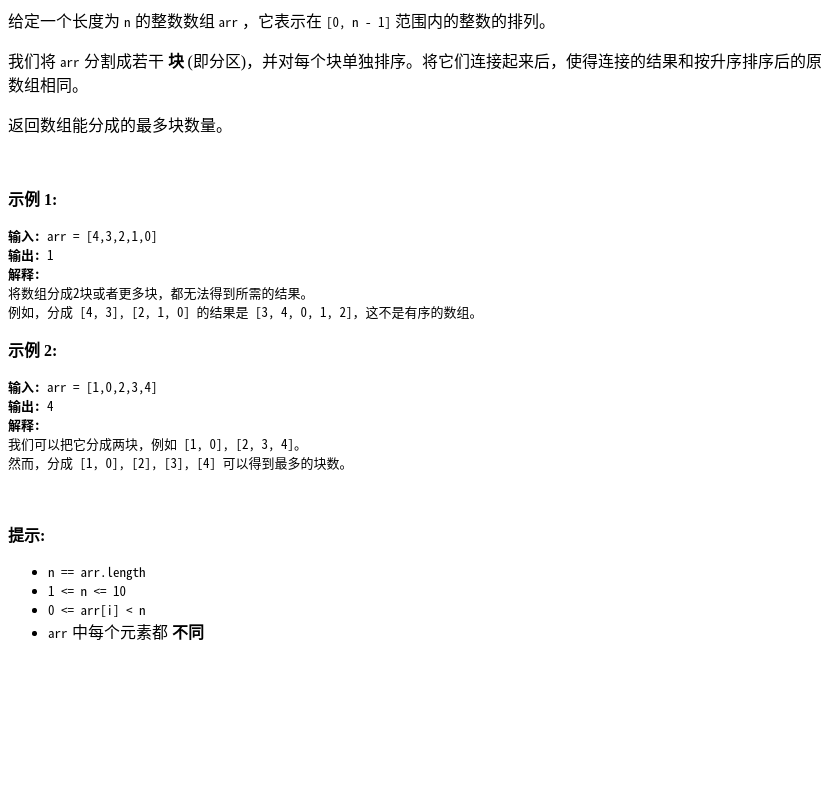 给定一个长度为 n 的整数数组 arr ，它表示在 [0, n - 1] 范围内的整数的排列。
我们将 arr 分割成若干 块 (即分区)，并对每个块单独排序。将它们连接起来后，使得连接的结果和按升序排序后的原
数组相同。
返回数组能分成的最多块数量。
示例 1:
输入: arr = [4,3,2,1,0]
输出: 1
解释:
将数组分成2块或者更多块，都无法得到所需的结果。
例如，分成 [4, 3], [2, 1, 0] 的结果是 [3, 4, 0, 1, 2]，这不是有序的数组。
示例 2:
输入: arr = [1,0,2,3,4]
输出: 4
解释:
我们可以把它分成两块，例如 [1, 0], [2, 3, 4]。
然而，分成 [1, 0], [2], [3], [4] 可以得到最多的块数。
提示:
• n == arr.length
• 1 <= n <= 10
• 0 <= arr[i] < n
• arr 中每个元素都 不同